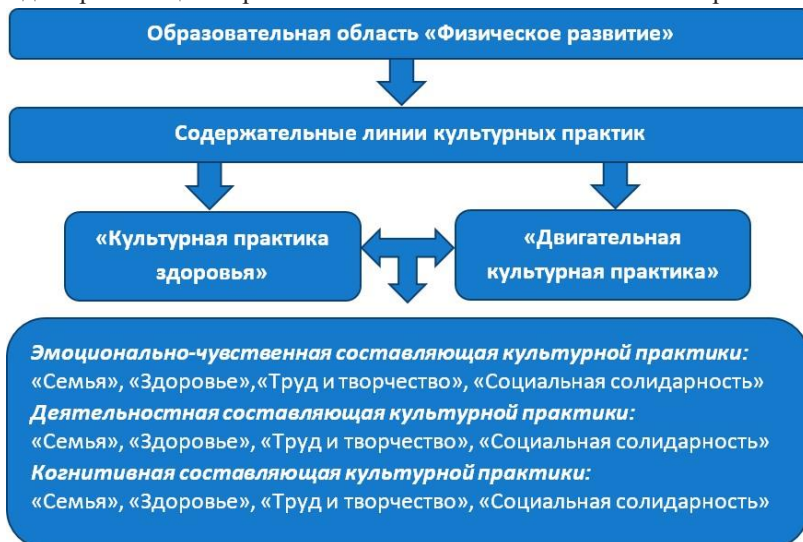 Образовательная область «Физическое развитие»
Содержательные линии культурных практик
«Культурная практика
здоровья»
«Двигательная
культурная практика»
Эмоционально-чувственная составляющая культурной практики:
«Семья», «Здоровье»,«Труд и творчество», «Социальная солидарность»
Деятельностная составляющая культурной практики:
«Семья», «Здоровье», «Труд и творчество», «Социальная солидарность»
Когнитивная составляющая культурной практики:
«Семья», «Здоровье», «Труд и творчество», «Социальная солидарность»